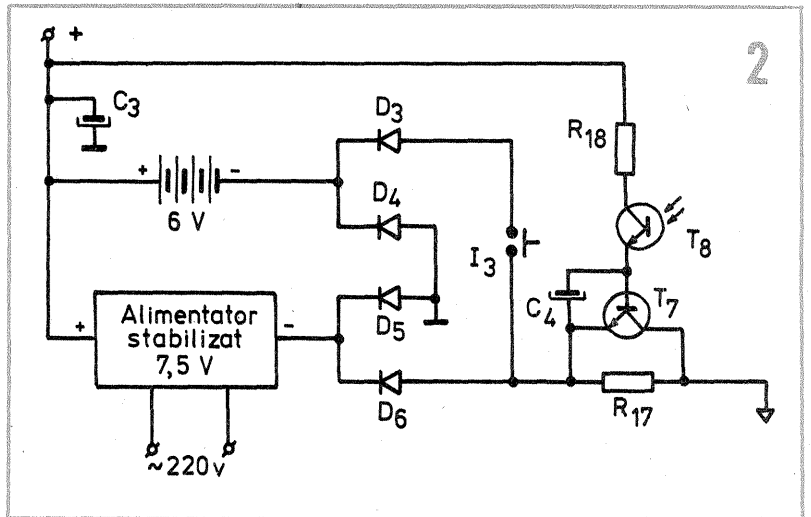 2
+
C3
D3
R18
+ -
6 V
D4
T8
I3
C4
T7
D5
+ -
Alimentator
stabilizat
7,5 V
D6
R17
~220v